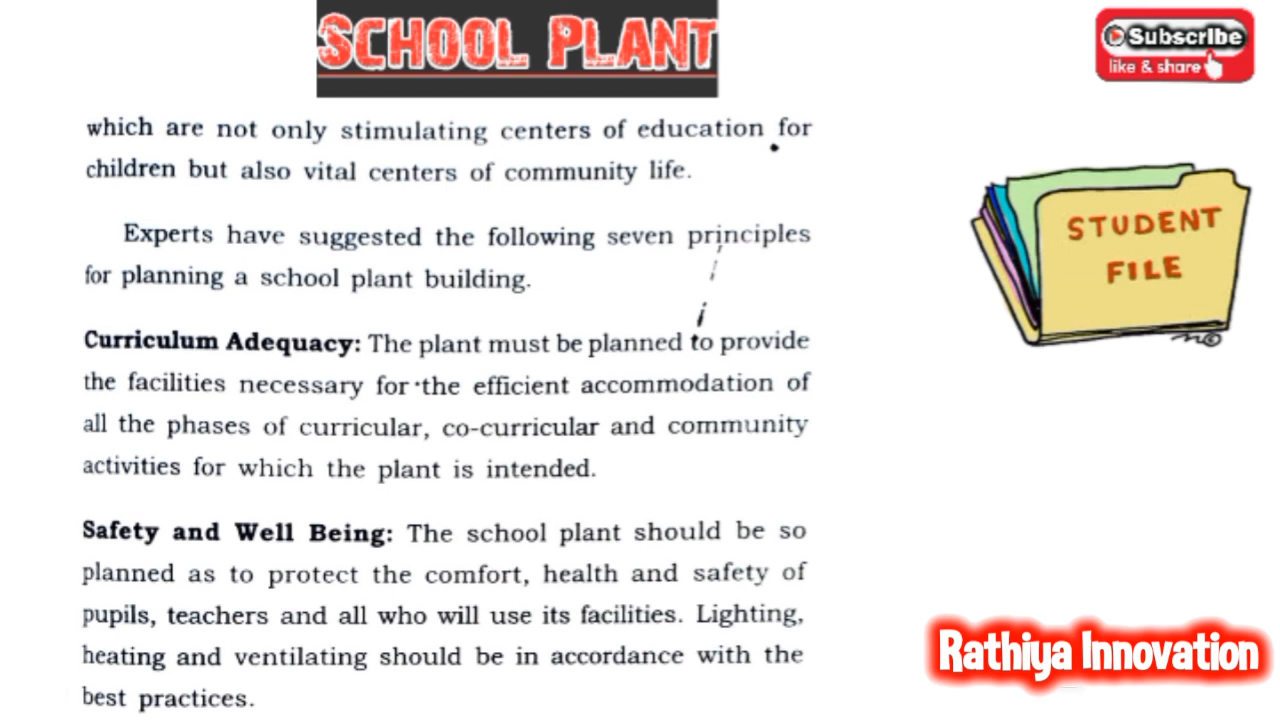 SCHOOL PLANT
Subscribe
like & share
which are not only stimulating centers of education for
children but also vital centers of community life.
Experts have suggested the following seven principles
for planning a school plant building.
Curriculum Adequacy: The plant must be planned to provide
the facilities necessary for the efficient accommodation of
all the phases of curricular, co-curricular and community
activities for which the plant is intended.
Safety and Well Being: The school plant should be so
planned as to protect the comfort, health and safety of
pupils, teachers and all who will use its facilities. Lighting,
heating and ventilating should be in accordance with the
best practices.
STUDENT
FILE
Rathiya Innovation